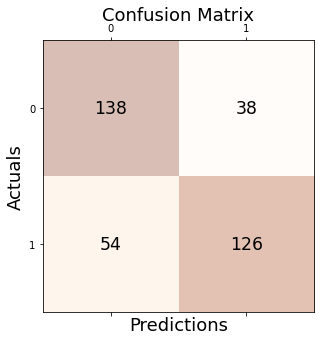 Confusion Matrix
0 1
0 138 38
Actuals
1 54 126
Predictions